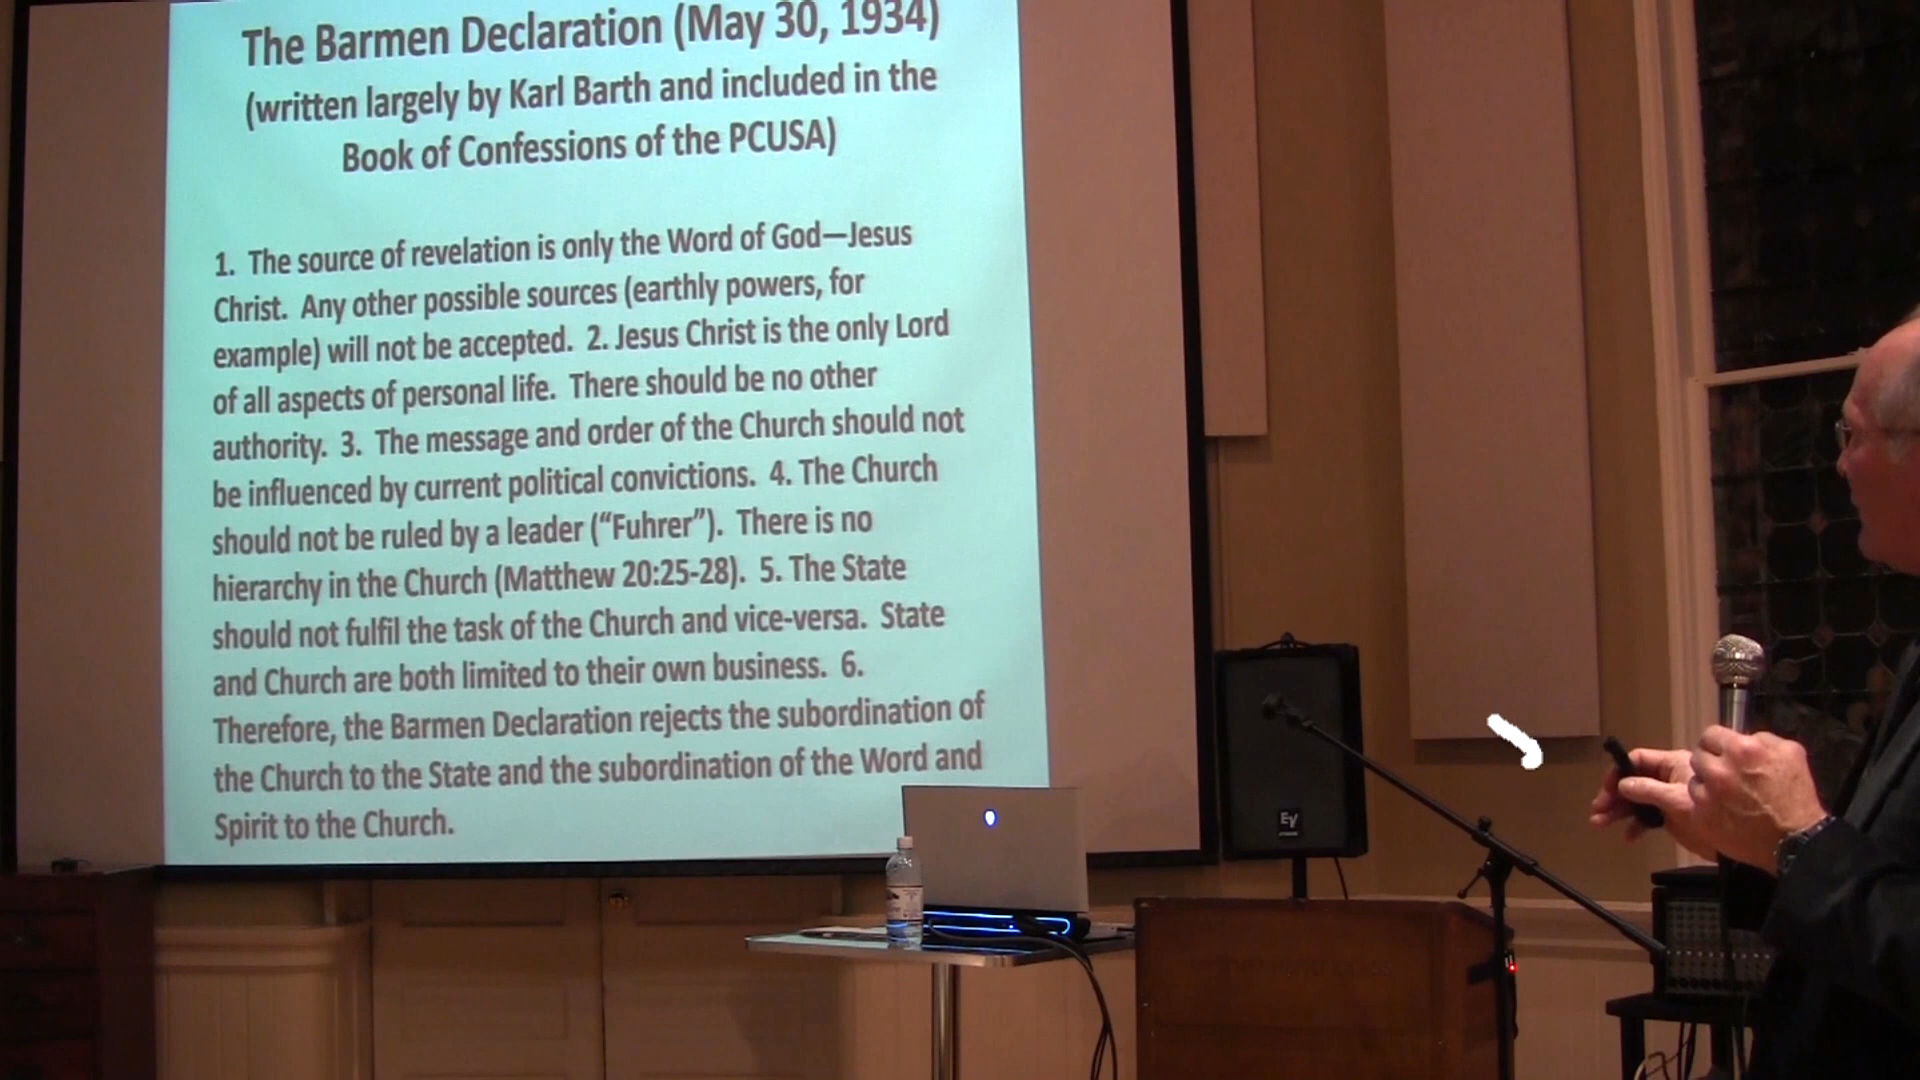 The Barmen Declaration (May 30, 1934)
(written largely by Karl Barth and included in the
Book of Confessions of the PCUSA)
1. The source of revelation is only the Word of God—Jesus
Christ. Any other possible sources (earthly powers, for
example) will not be accepted. 2. Jesus Christ is the only Lord
of all aspects of personal life. There should be no other
authority. 3. The message and order of the Church should not
be influenced by current political convictions. 4. The Church
should not be ruled by a leader (“Fuhrer”). There is no
hierarchy in the Church (Matthew 20:25-28). 5. The State
should not fulfil the task of the Church and vice-versa. State
and Church are both limited to their own business. 6.
Therefore, the Barmen Declaration rejects the subordination of
the Church to the State and the subordination of the Word and
Spirit to the Church.
EV